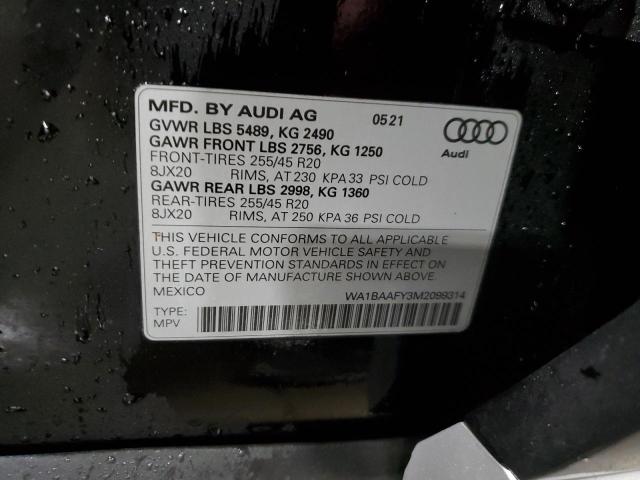 MFD. BY AUDI AG 0521
GVWR LBS 5489, KG 2490
GAWR FRONT LBS 2756, KG 1250
FRONT-TIRES 255/45 R20
8JX20 RIMS, AT 230 KPA 33 PSI COLD
GAWR REAR LBS 2998, KG 1360
REAR-TIRES 255/45 R20
8JX20 RIMS, AT 250 KPA 36 PSI COLD
Audi
THIS VEHICLE CONFORMS TO ALL APPLICABLE
U.S. FEDERAL MOTOR VEHICLE SAFETY AND
THEFT PREVENTION STANDARDS IN EFFECT ON
THE DATE OF MANUFACTURE SHOWN ABOVE.
MEXICO
WA1BAAFY3M2099314
TYPE:
MPV